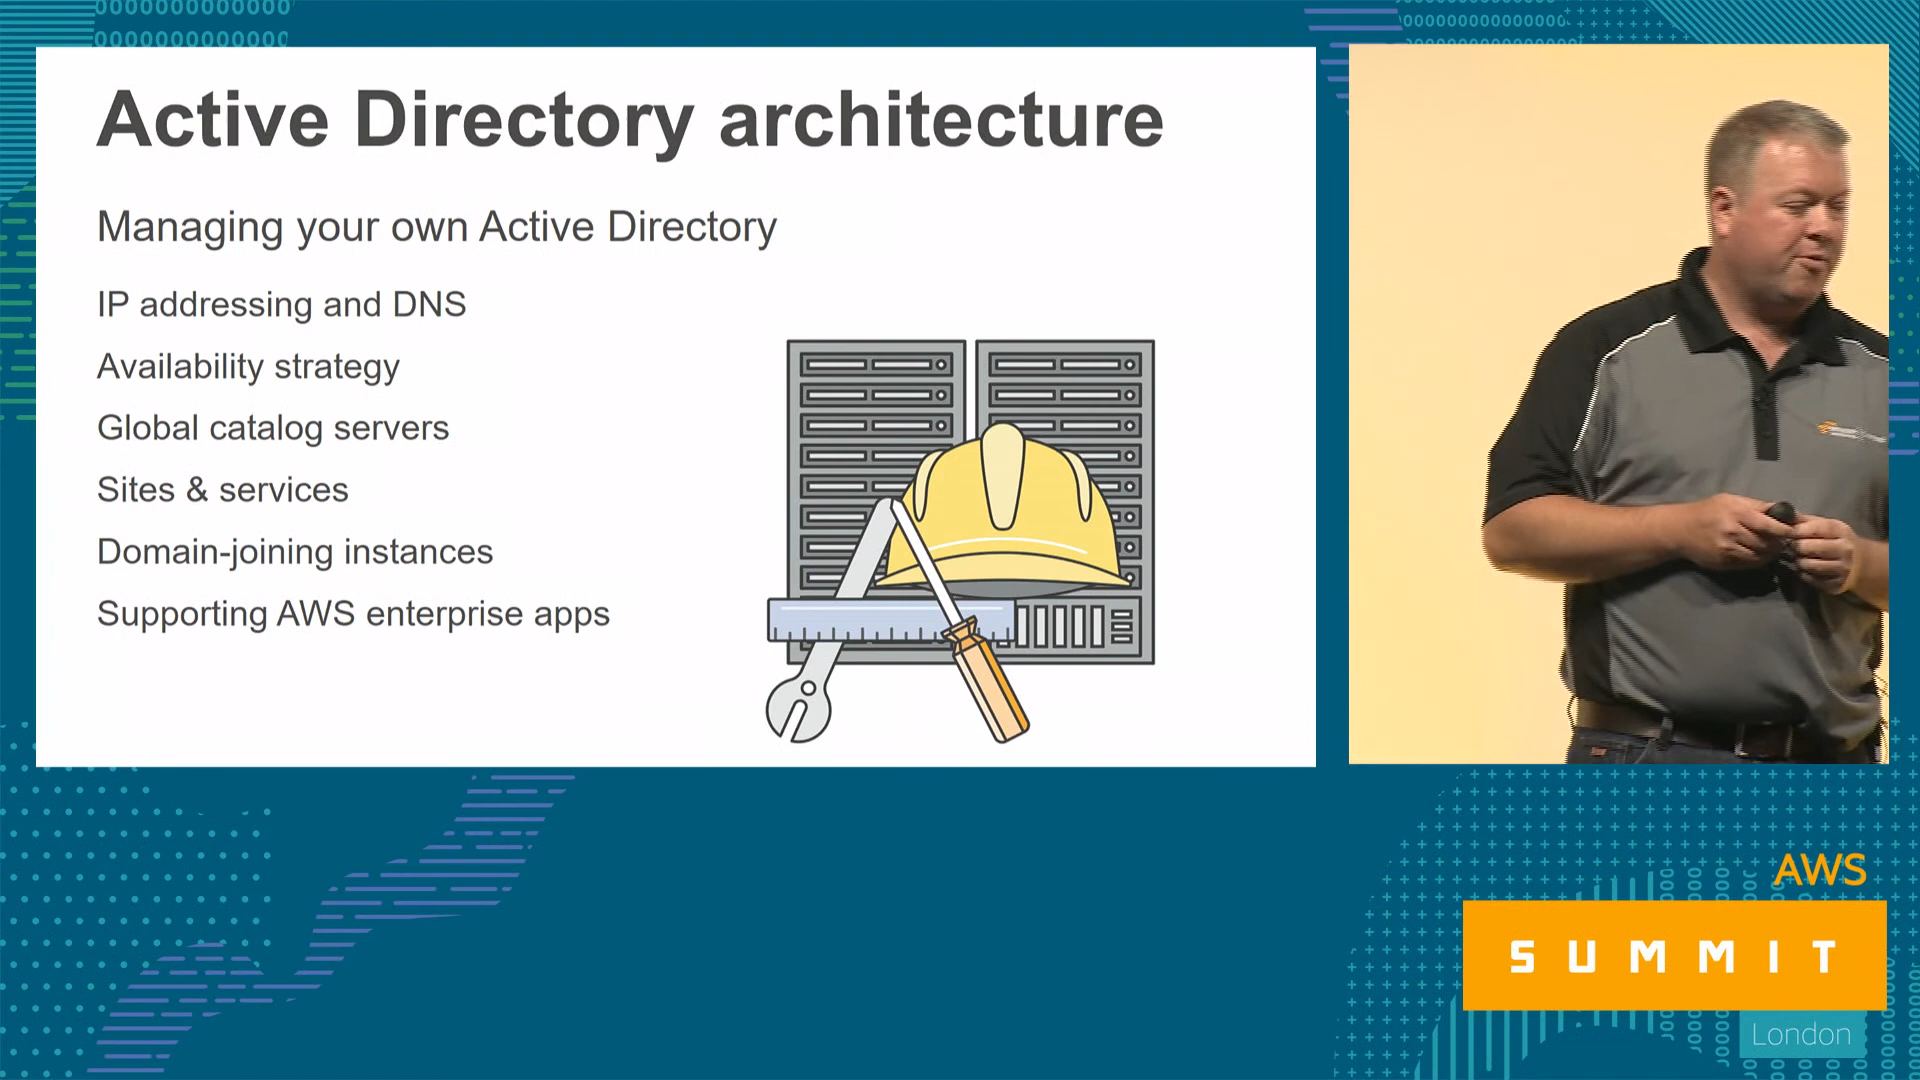 Active Directory architecture
Managing your own Active Directory
IP addressing and DNS
Availability strategy
Global catalog servers
Sites & services
Domain-joining instances
Supporting AWS enterprise apps
AWS
SUMMIT
London